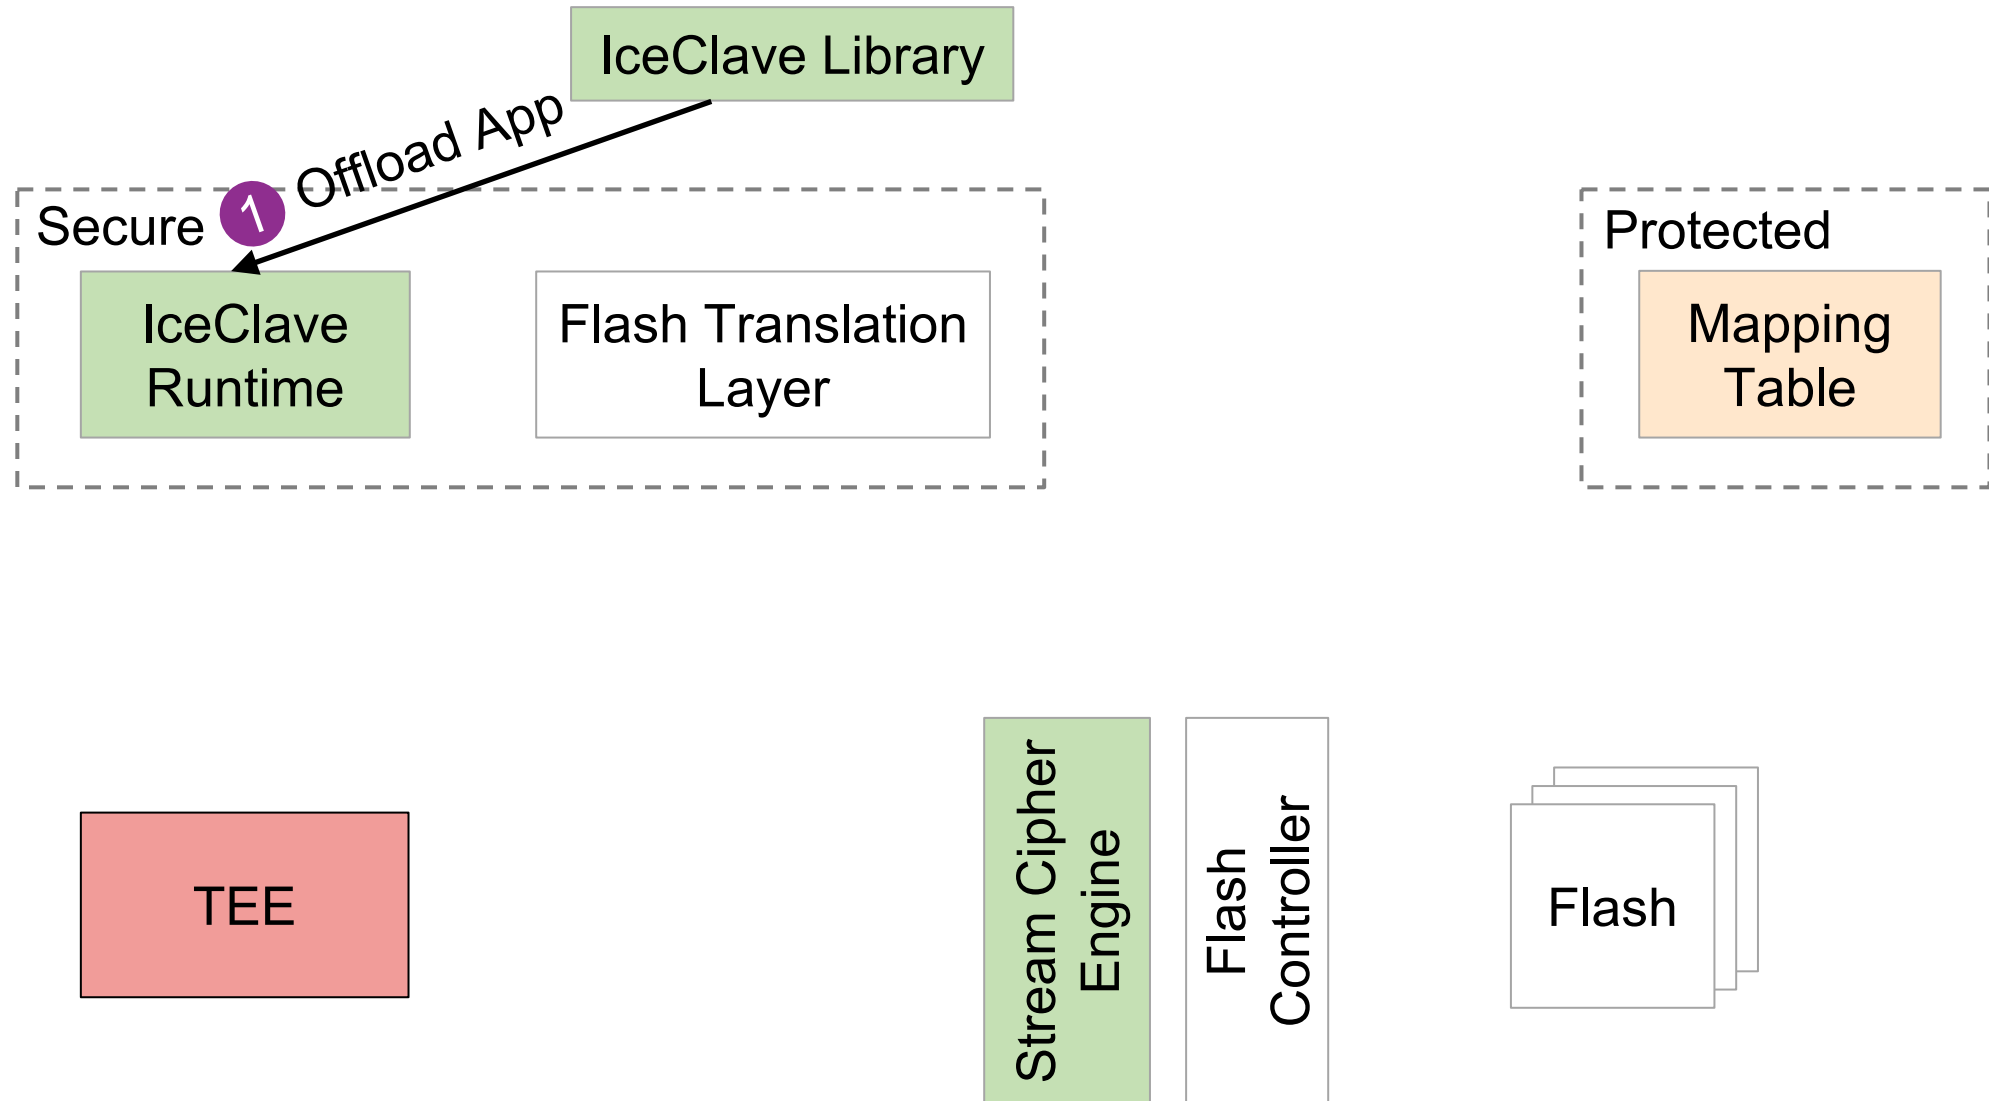 IceClave Library
1 Offload App
Secure
Protected
IceClave
Runtime
Flash Translation
Layer
Mapping
Table
TEE
Stream Cipher
Engine
Flash
Controller
Flash